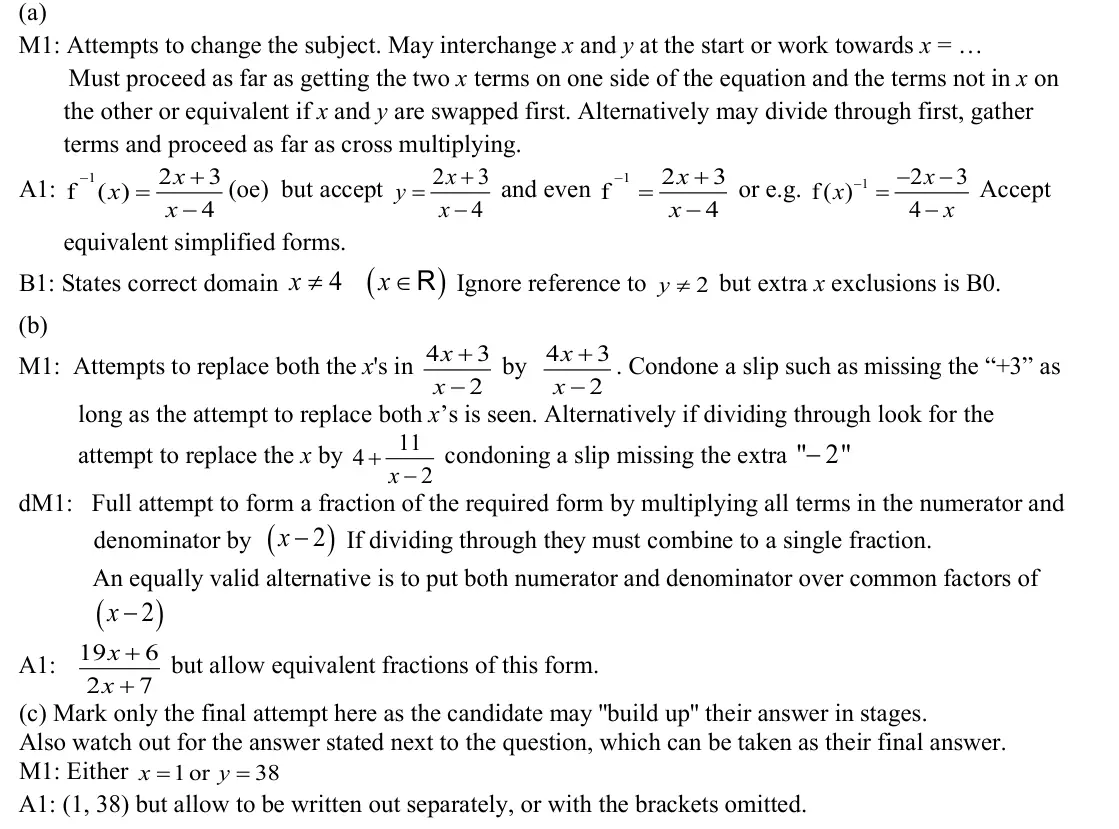 (a)
M1: Attempts to change the subject. May interchange x and y at the start or work towards x = …
Must proceed as far as getting the two x terms on one side of the equation and the terms not in x on
the other or equivalent if x and y are swapped first. Alternatively may divide through first, gather
terms and proceed as far as cross multiplying.
A1: f⁻¹(x) = (2x + 3)/(x − 4) (oe) but accept y = (2x + 3)/(x − 4) and even f⁻¹ = (2x + 3)/(x − 4) or e.g. f(x)⁻¹ = (−2x − 3)/(4 − x) Accept
equivalent simplified forms.
B1: States correct domain x ≠ 4 (x ∈ R) Ignore reference to y ≠ 2 but extra x exclusions is B0.
(b)
M1: Attempts to replace both the x's in (4x + 3)/(x − 2) by (4x + 3)/(x − 2). Condone a slip such as missing the “+3” as
long as the attempt to replace both x’s is seen. Alternatively if dividing through look for the
attempt to replace the x by 4 + 11/(x − 2) condoning a slip missing the extra "− 2"
dM1: Full attempt to form a fraction of the required form by multiplying all terms in the numerator and
denominator by (x − 2) If dividing through they must combine to a single fraction.
An equally valid alternative is to put both numerator and denominator over common factors of
(x − 2)
A1: (19x + 6)/(2x + 7) but allow equivalent fractions of this form.
(c) Mark only the final attempt here as the candidate may "build up" their answer in stages.
Also watch out for the answer stated next to the question, which can be taken as their final answer.
M1: Either x = 1 or y = 38
A1: (1, 38) but allow to be written out separately, or with the brackets omitted.